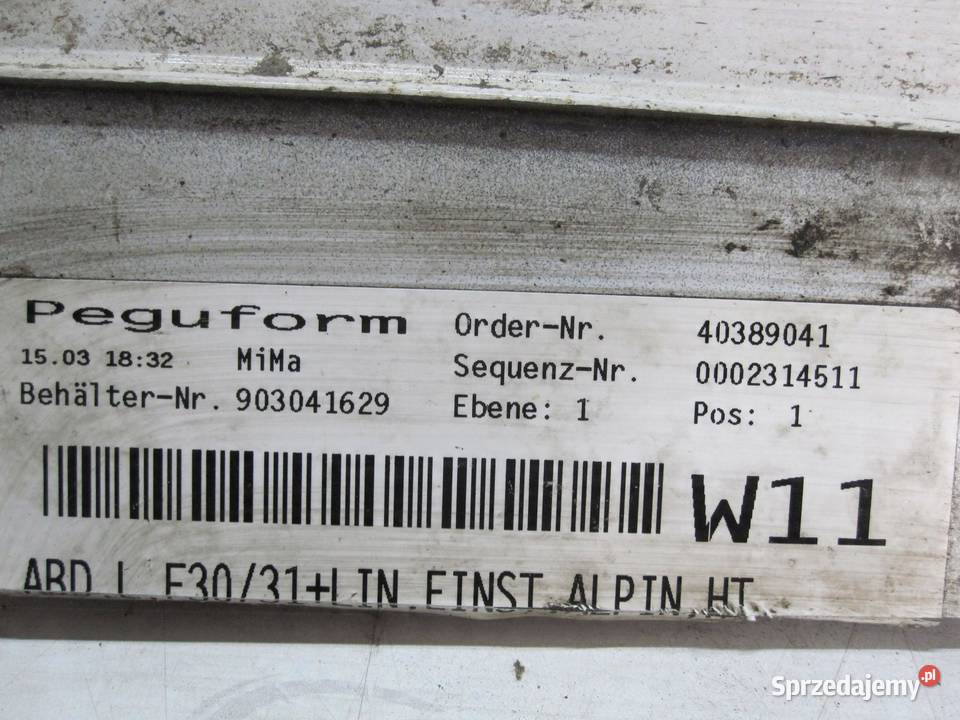 Peguform
15.03 18:32 MiMa
Behälter-Nr. 903041629
Order-Nr. 40389041
Sequenz-Nr. 0002314511
Ebene: 1 Pos: 1
W11
ABD L F30/31+LIN EINST ALPIN HT
Sprzedajemy.pl